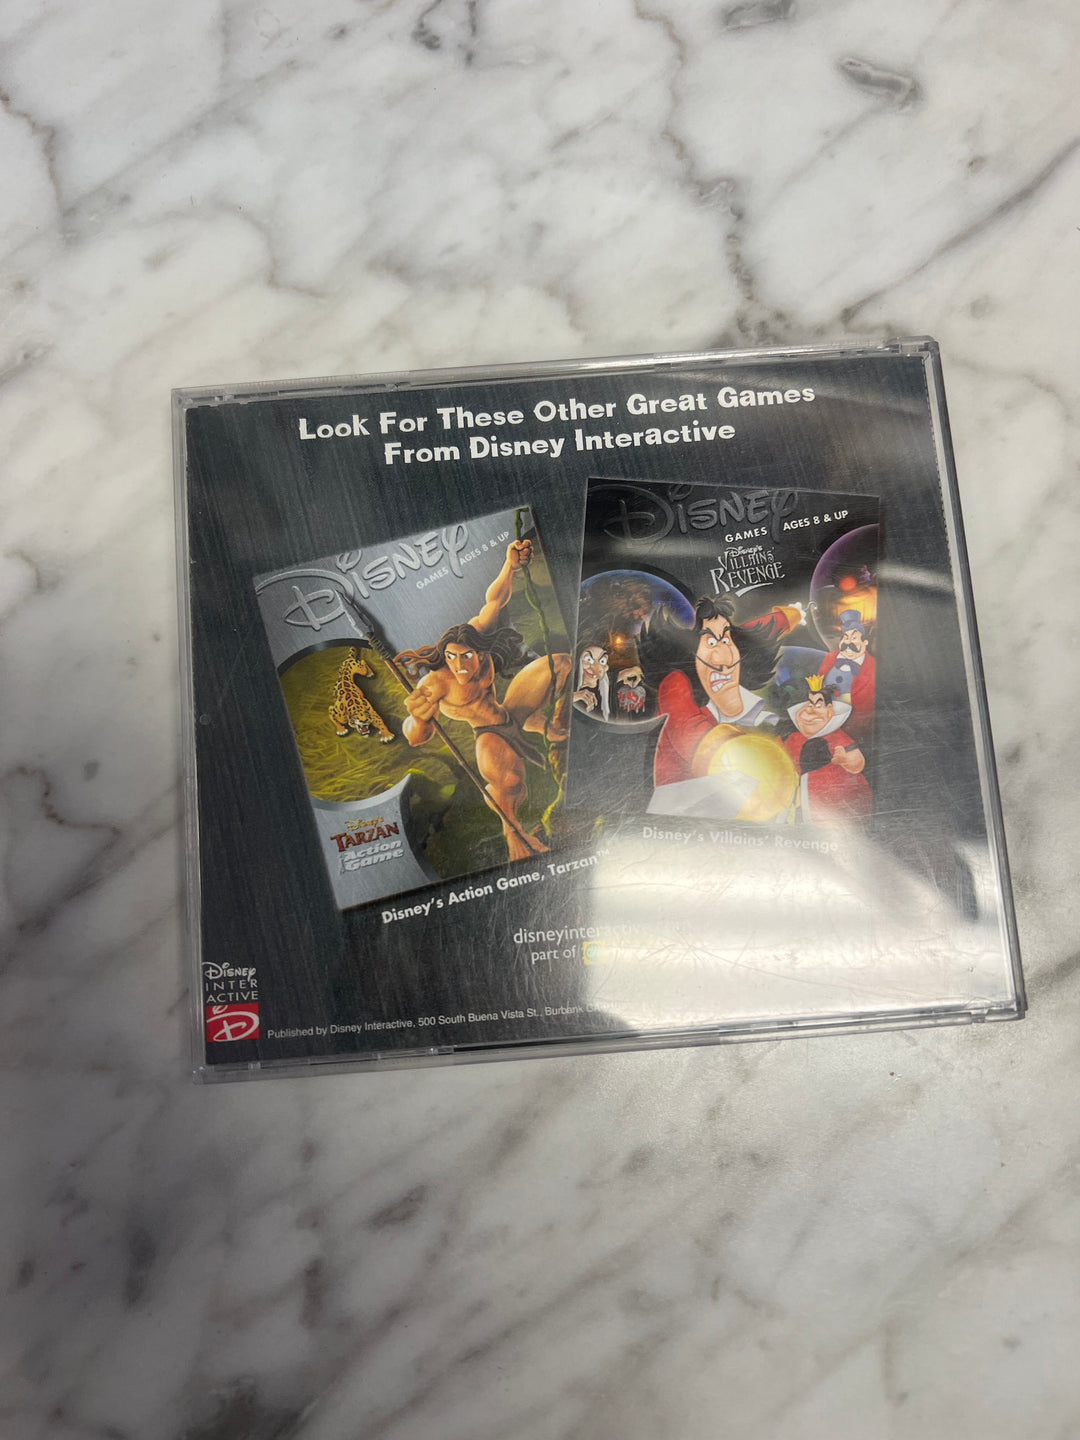 Look For These Other Great Games
From Disney Interactive
Disney
GAMES AGES 8 & UP
Disney's
TARZAN
Action
Game
Disney's Action Game, Tarzan™
Disney
GAMES AGES 8 & UP
Disney's
VILLAINS'
REVENGE
Disney's Villains' Revenge
disneyinteractive.com
part of
Disney
INTER
ACTIVE
D
Published by Disney Interactive, 500 South Buena Vista St., Burbank